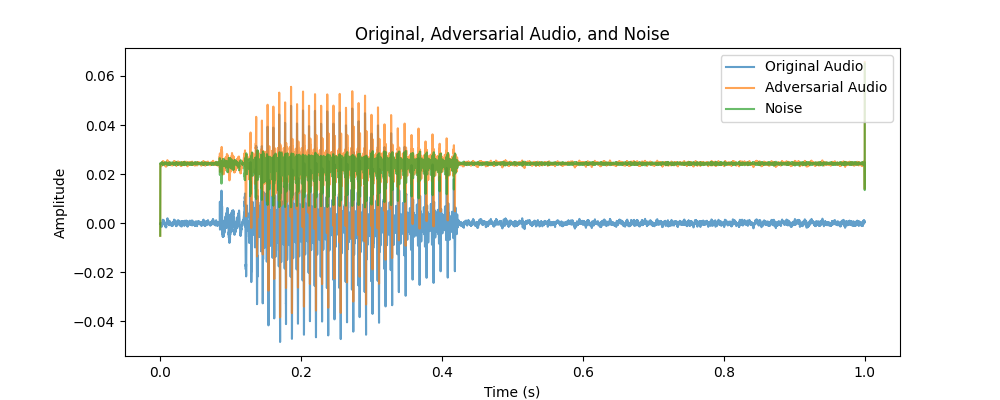 Original, Adversarial Audio, and Noise
Original Audio
Adversarial Audio
Noise
Amplitude
0.06
0.04
0.02
0.00
−0.02
−0.04
0.0 0.2 0.4 0.6 0.8 1.0
Time (s)